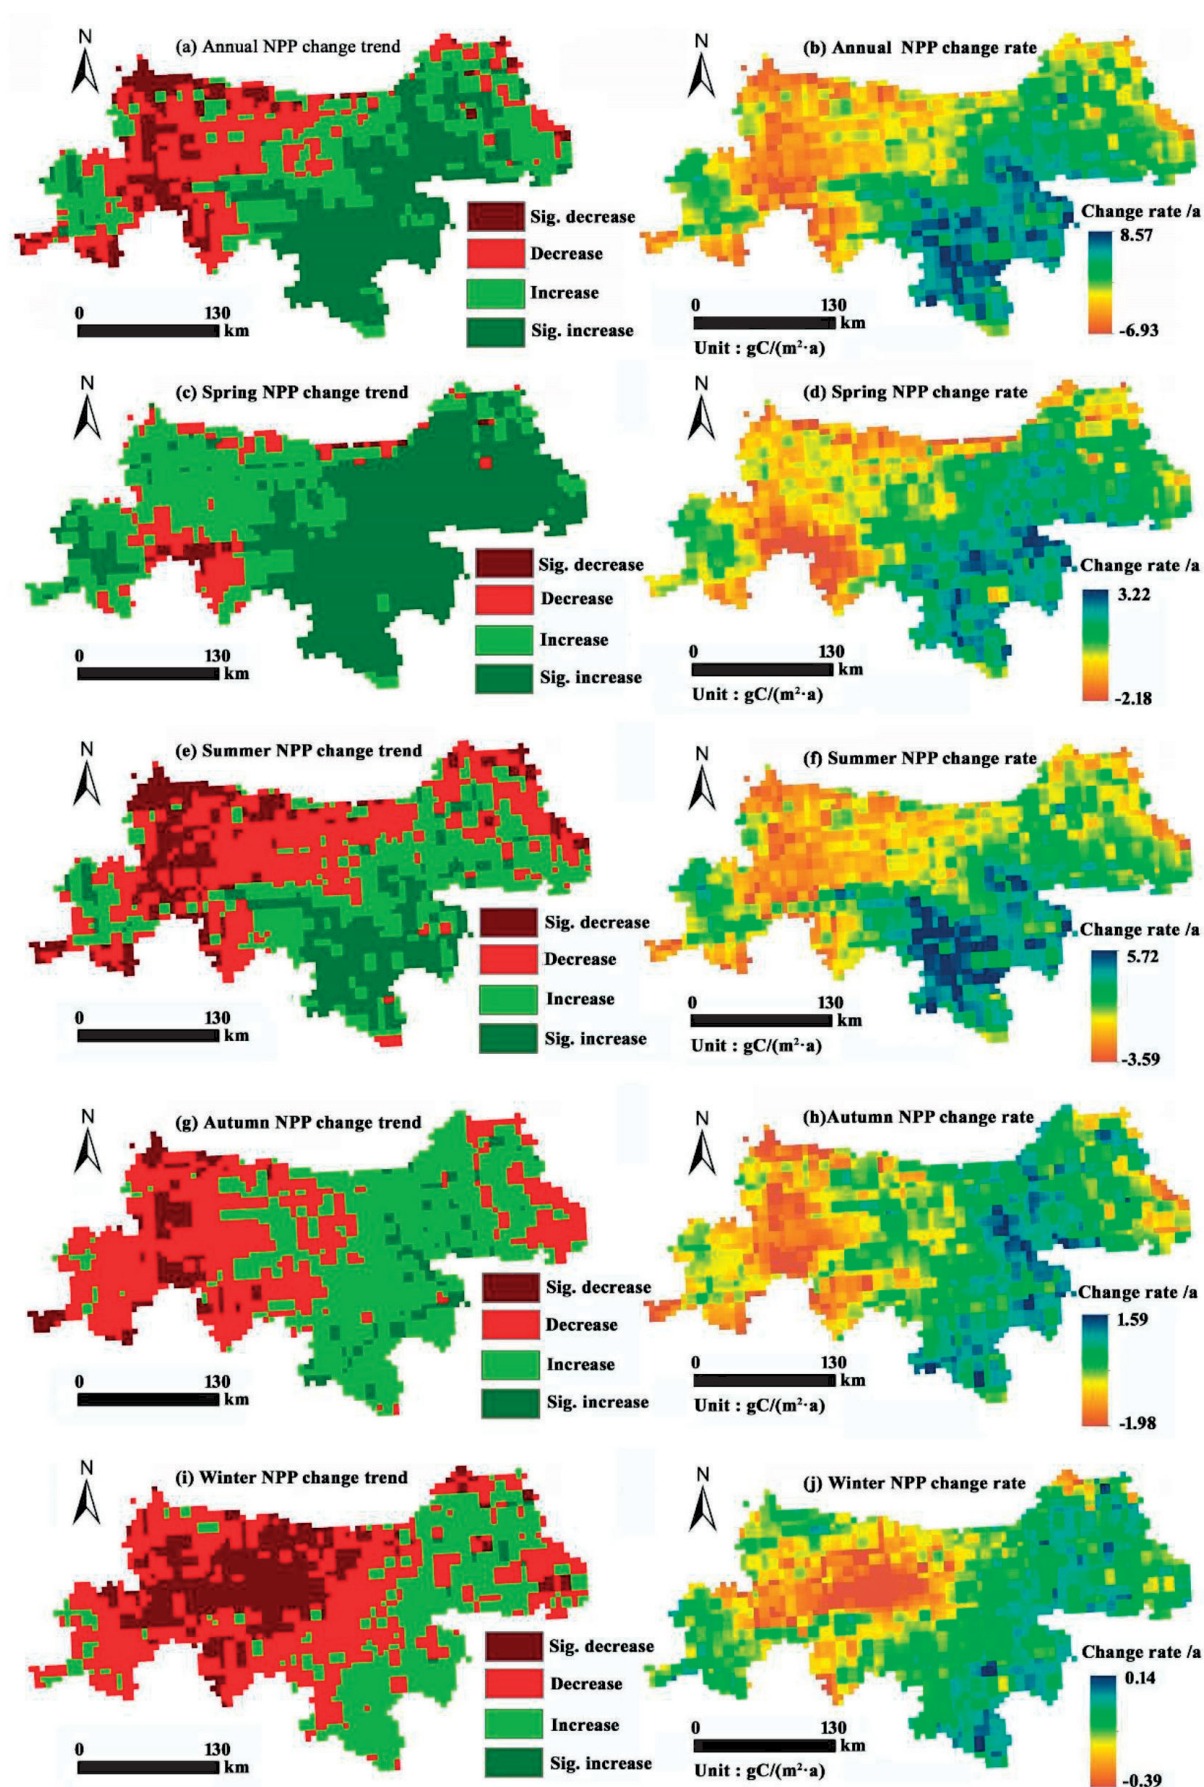 N
(a) Annual NPP change trend
Sig. decrease
Decrease
Increase
Sig. increase
0 130
km
N
(b) Annual NPP change rate
Change rate /a
8.57
-6.93
0 130
km
Unit : gC/(m²·a)
N
(c) Spring NPP change trend
Sig. decrease
Decrease
Increase
Sig. increase
0 130
km
N
(d) Spring NPP change rate
Change rate /a
3.22
-2.18
0 130
km
Unit : gC/(m²·a)
N
(e) Summer NPP change trend
Sig. decrease
Decrease
Increase
Sig. increase
0 130
km
N
(f) Summer NPP change rate
Change rate /a
5.72
-3.59
0 130
km
Unit : gC/(m²·a)
N
(g) Autumn NPP change trend
Sig. decrease
Decrease
Increase
Sig. increase
0 130
km
N
(h)Autumn NPP change rate
Change rate /a
1.59
-1.98
0 130
km
Unit : gC/(m²·a)
N
(i) Winter NPP change trend
Sig. decrease
Decrease
Increase
Sig. increase
0 130
km
N
(j) Winter NPP change rate
Change rate /a
0.14
-0.39
0 130
km
Unit : gC/(m²·a)